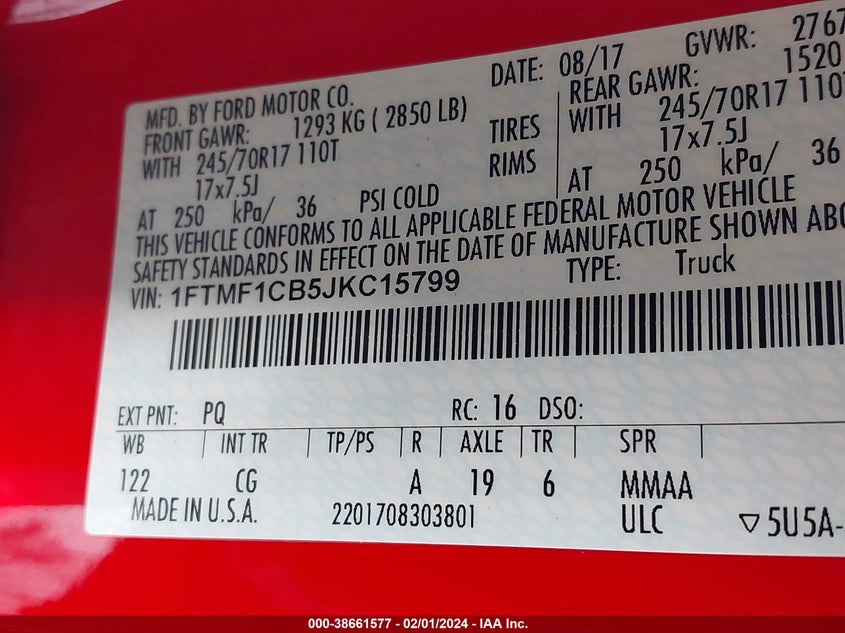 MFD. BY FORD MOTOR CO. DATE: 08/17 GVWR: 2767
FRONT GAWR: 1293 KG ( 2850 LB) REAR GAWR: 1520
WITH 245/70R17 110T TIRES WITH 245/70R17 110T
17x7.5J RIMS 17x7.5J
AT 250 kPa/ 36 PSI COLD AT 250 kPa/ 36
THIS VEHICLE CONFORMS TO ALL APPLICABLE FEDERAL MOTOR VEHICLE
SAFETY STANDARDS IN EFFECT ON THE DATE OF MANUFACTURE SHOWN ABO
VIN: 1FTMF1CB5JKC15799 TYPE: Truck
EXT PNT: PQ RC: 16 DSO:
WB INT TR TP/PS R AXLE TR SPR
122 CG A 19 6 MMAA
MADE IN U.S.A. 2201708303801 ULC ▽5U5A-
000-38661577 - 02/01/2024 - IAA Inc.